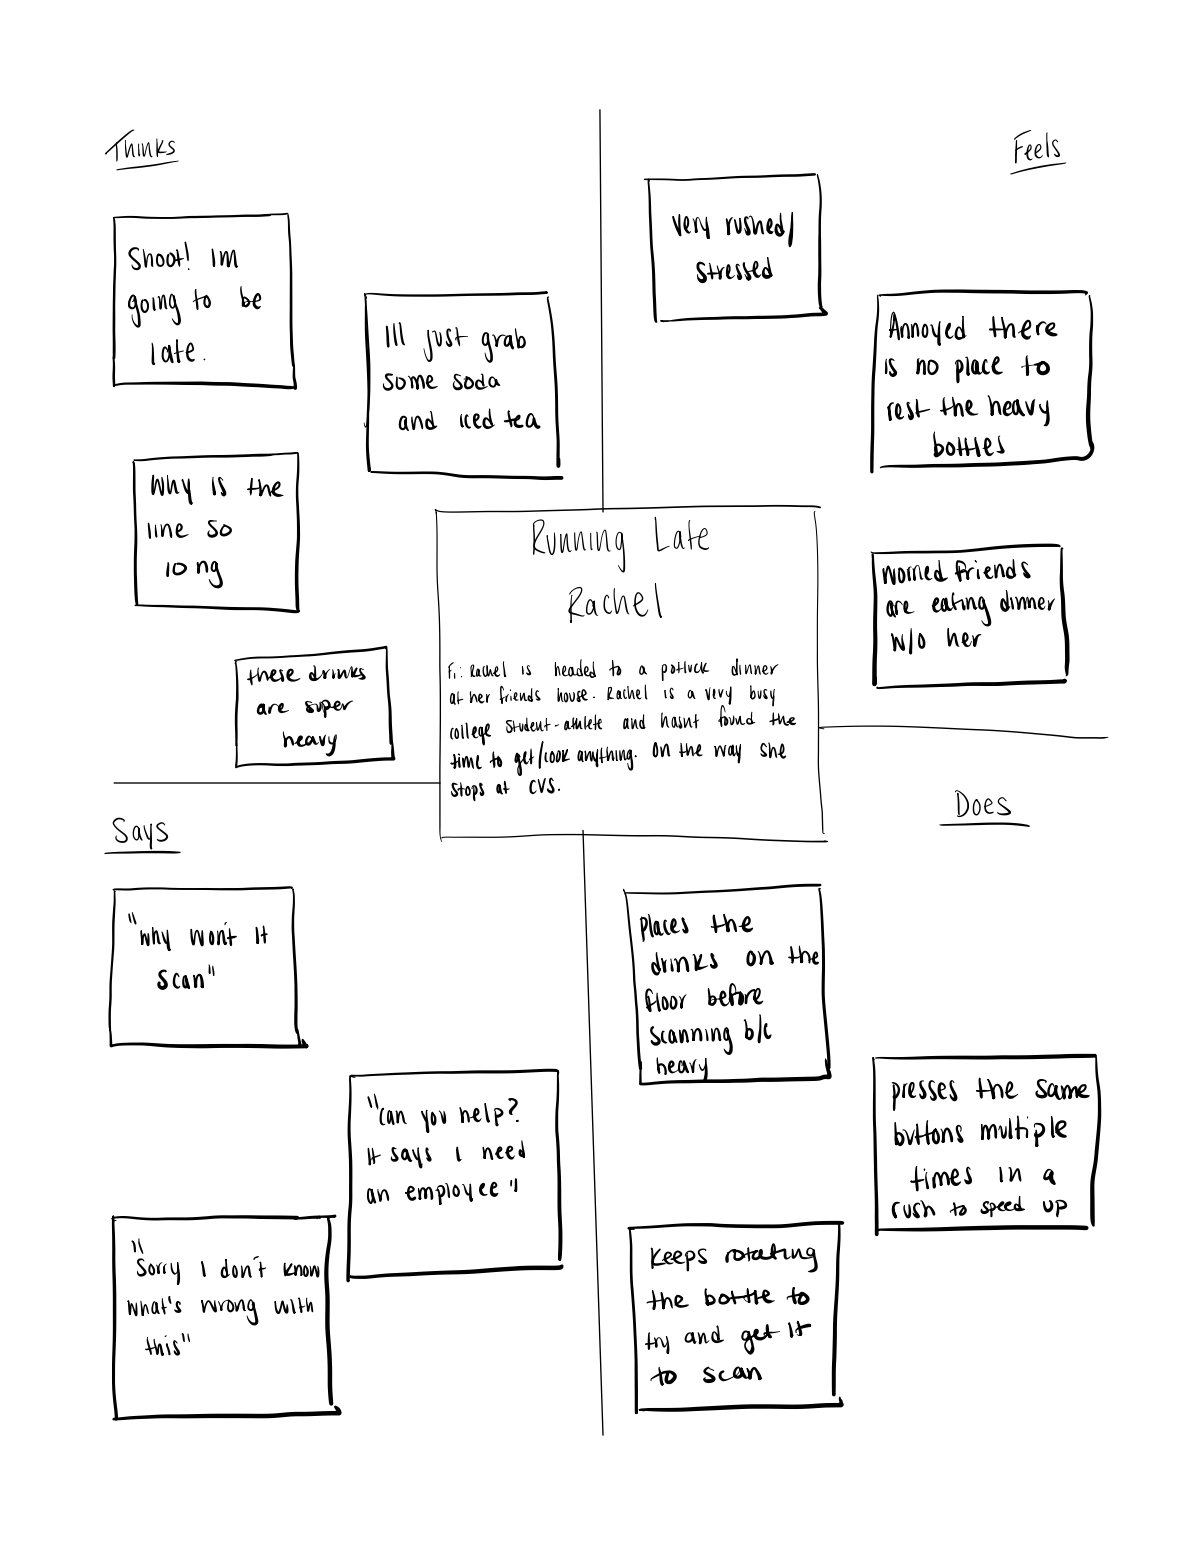 Thinks
Shoot! Im
going to be
late.
Ill just grab
some soda
and iced tea
Why is the
line so
long
these drinks
are super
heavy
Feels
very rushed/
stressed
Annoyed there
is no place to
rest the heavy
bottles
worried friends
are eating dinner
w/o her
Running Late
Rachel
Fi: Rachel is headed to a potluck dinner
at her friends house. Rachel is a very busy
college student-athlete and hasnt found the
time to get/cook anything. On the way she
stops at CVS.
Says
"why won't it
scan"
"can you help?
It says I need
an employee"
"Sorry I don't know
what's wrong with
this"
Does
Places the
drinks on the
floor before
scanning b/c
heavy
presses the same
buttons multiple
times in a
rush to speed up
Keeps rotating
the bottle to
try and get it
to scan